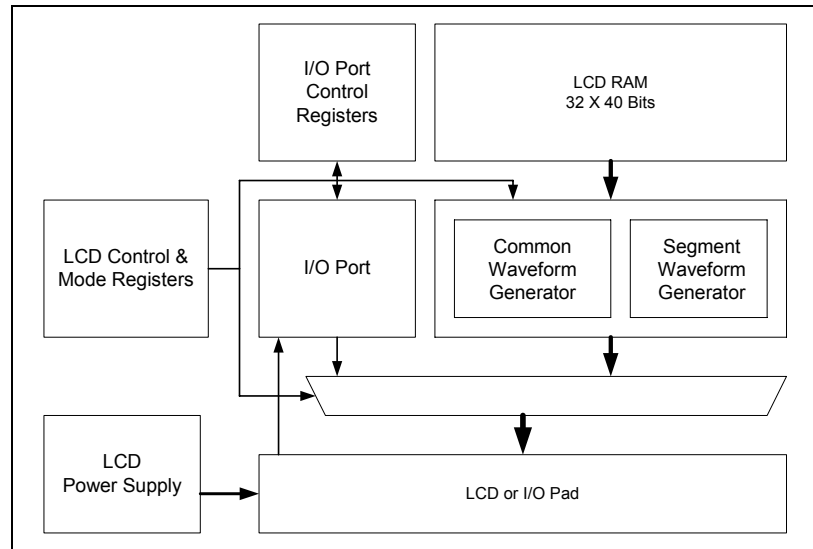 I/O Port
Control
Registers
LCD RAM
32 X 40 Bits
LCD Control &
Mode Registers
I/O Port
Common
Waveform
Generator
Segment
Waveform
Generator
LCD
Power Supply
LCD or I/O Pad